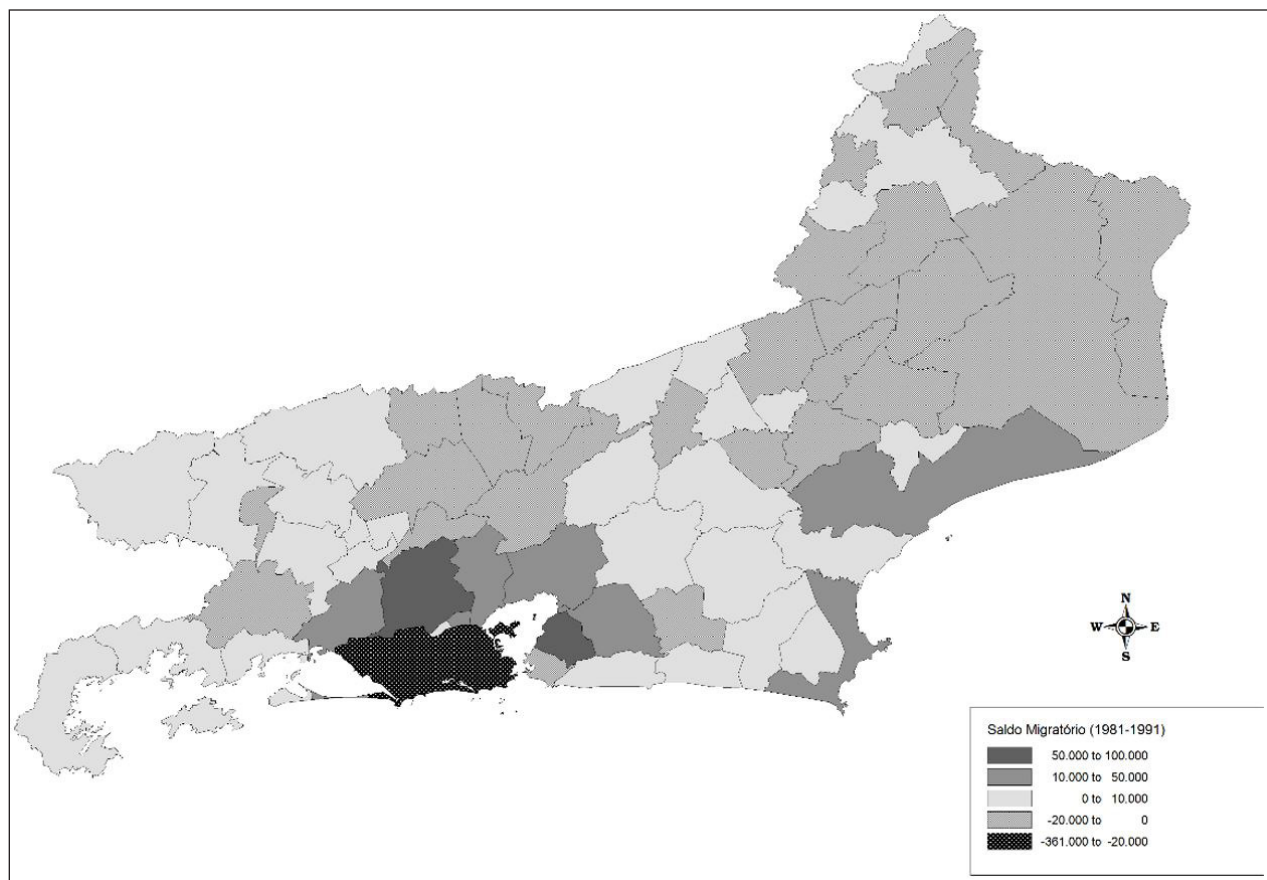 N
W E
S
Saldo Migratório (1981-1991)
50.000 to 100.000
10.000 to 50.000
0 to 10.000
-20.000 to 0
-361.000 to -20.000